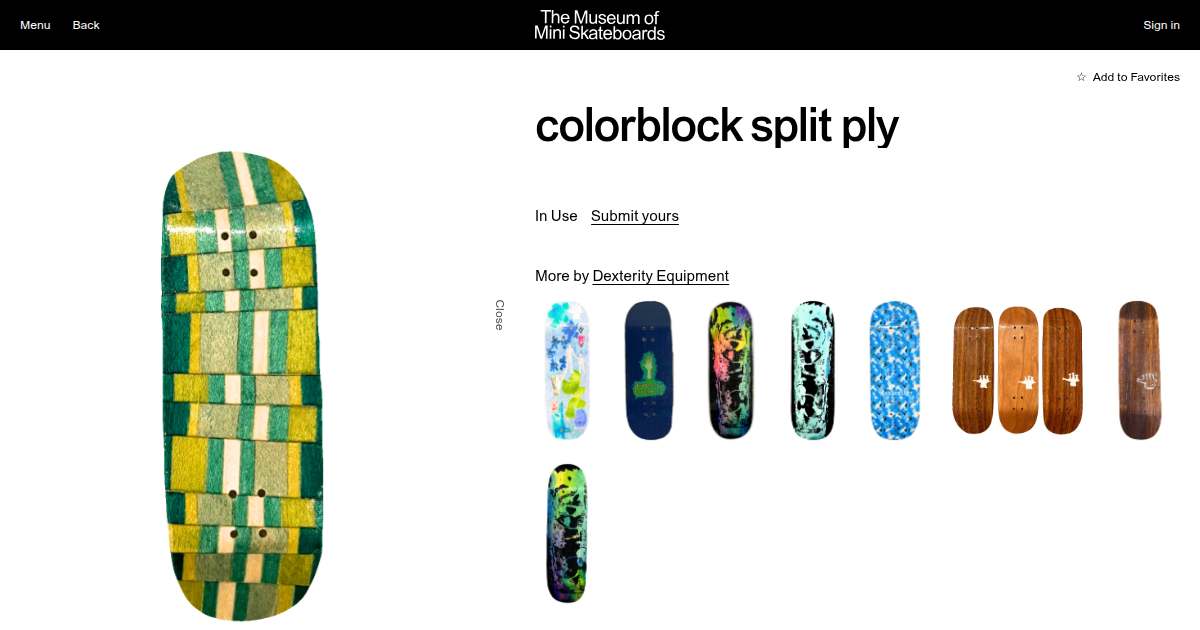 Menu
Back
The Museum of
Mini Skateboards
Sign in
☆ Add to Favorites
colorblock split ply
In Use Submit yours
More by Dexterity Equipment
Close